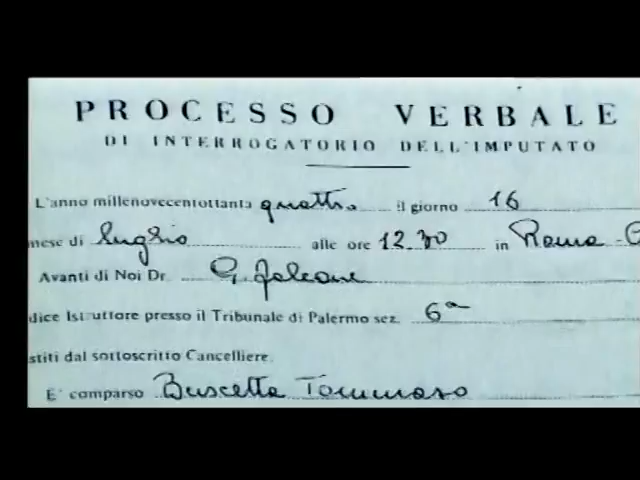 PROCESSO VERBALE
DI INTERROGATORIO DELL'IMPUTATO
L'anno millenovecentottanta quattro il giorno 16
mese di luglio alle ore 12.30 in Roma
Avanti di Noi Dr. G. Falcone
dice Istruttore presso il Tribunale di Palermo sez. 6a
stiti dal sottoscritto Cancelliere.
E' comparso Buscetta Tommaso